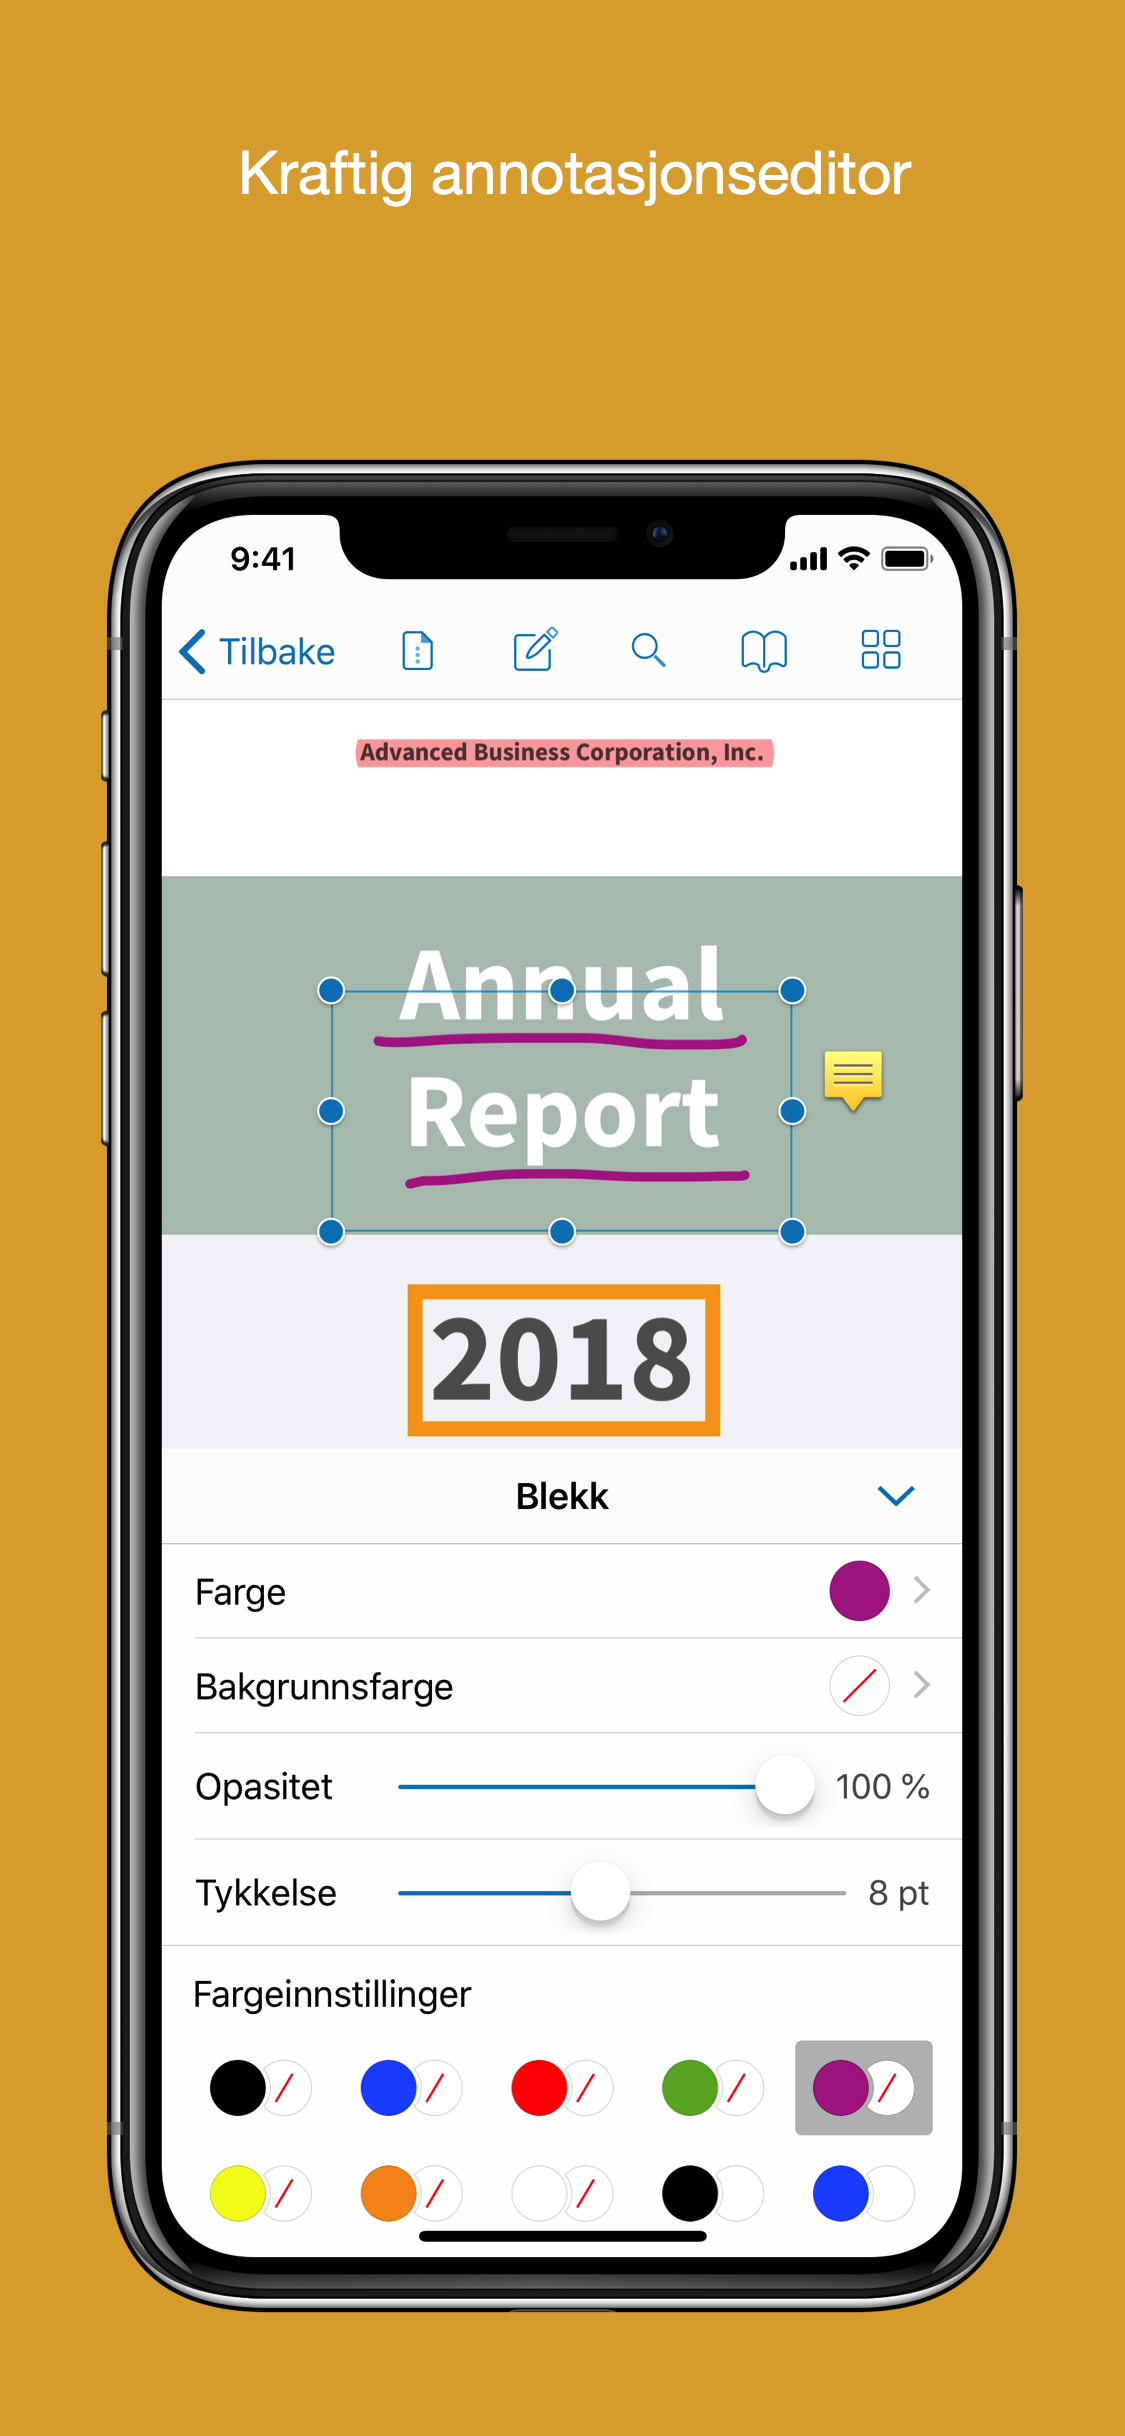 Kraftig annotasjonseditor
9:41
Tilbake
Advanced Business Corporation, Inc.
Annual
Report
2018
Blekk
Farge
Bakgrunnsfarge
Opasitet 100 %
Tykkelse 8 pt
Fargeinnstillinger